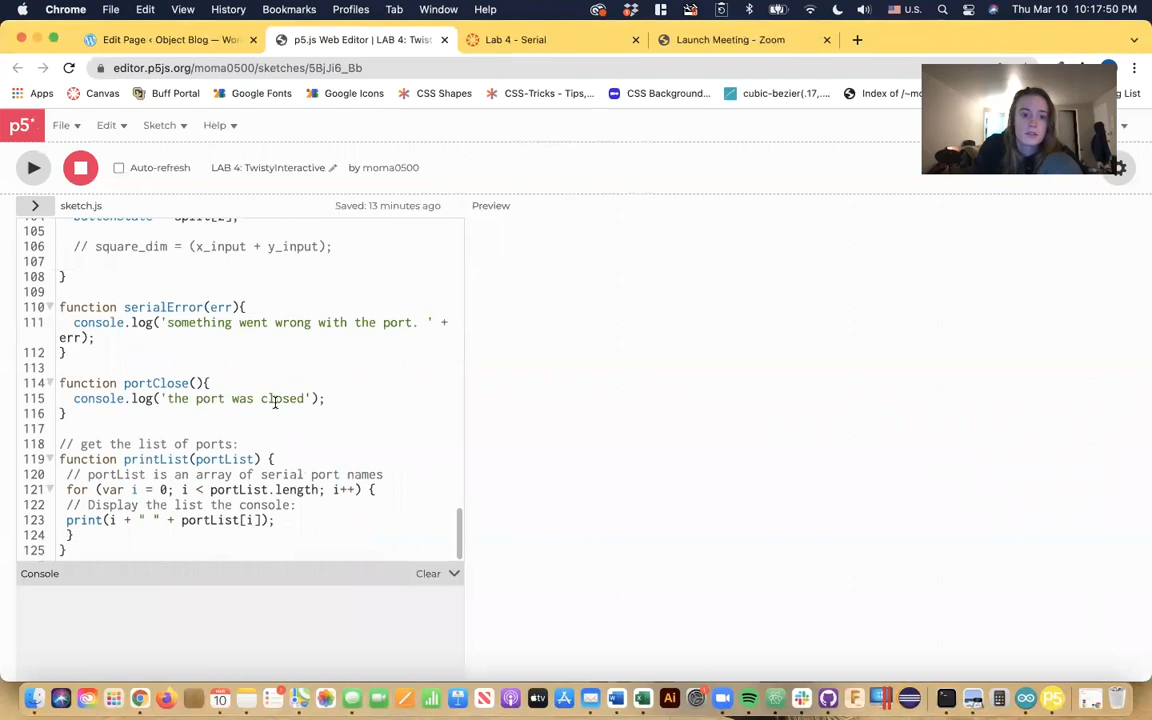 Chrome File Edit View History Bookmarks Profiles Tab Window Help U.S. Thu Mar 10 10:17:50 PM
Edit Page ‹ Object Blog — Wor
p5.js Web Editor | LAB 4: Twist
Lab 4 - Serial
Launch Meeting - Zoom
editor.p5js.org/moma0500/sketches/5BjJi6_Bb
Apps Canvas Buff Portal Google Fonts Google Icons CSS Shapes CSS-Tricks - Tips,... CSS Background... cubic-bezier(.17,... Index of /~mo g List
p5* File Edit Sketch Help
Auto-refresh LAB 4: TwistyInteractive by moma0500
sketch.js Saved: 13 minutes ago Preview
104 buttonState = split[2];
105
106 // square_dim = (x_input + y_input);
107
108 }
109
110 function serialError(err){
111 console.log('something went wrong with the port. ' +
err);
112 }
113
114 function portClose(){
115 console.log('the port was closed');
116 }
117
118 // get the list of ports:
119 function printList(portList) {
120 // portList is an array of serial port names
121 for (var i = 0; i < portList.length; i++) {
122 // Display the list the console:
123 print(i + " " + portList[i]);
124 }
125 }
Console Clear